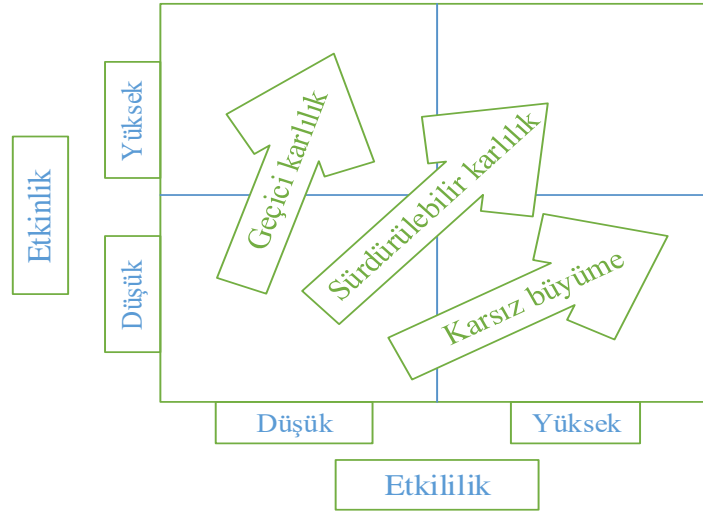 Etkinlik
Yüksek
Düşük
Geçici karlılık
Sürdürülebilir karlılık
Karsız büyüme
Düşük
Yüksek
Etkililik